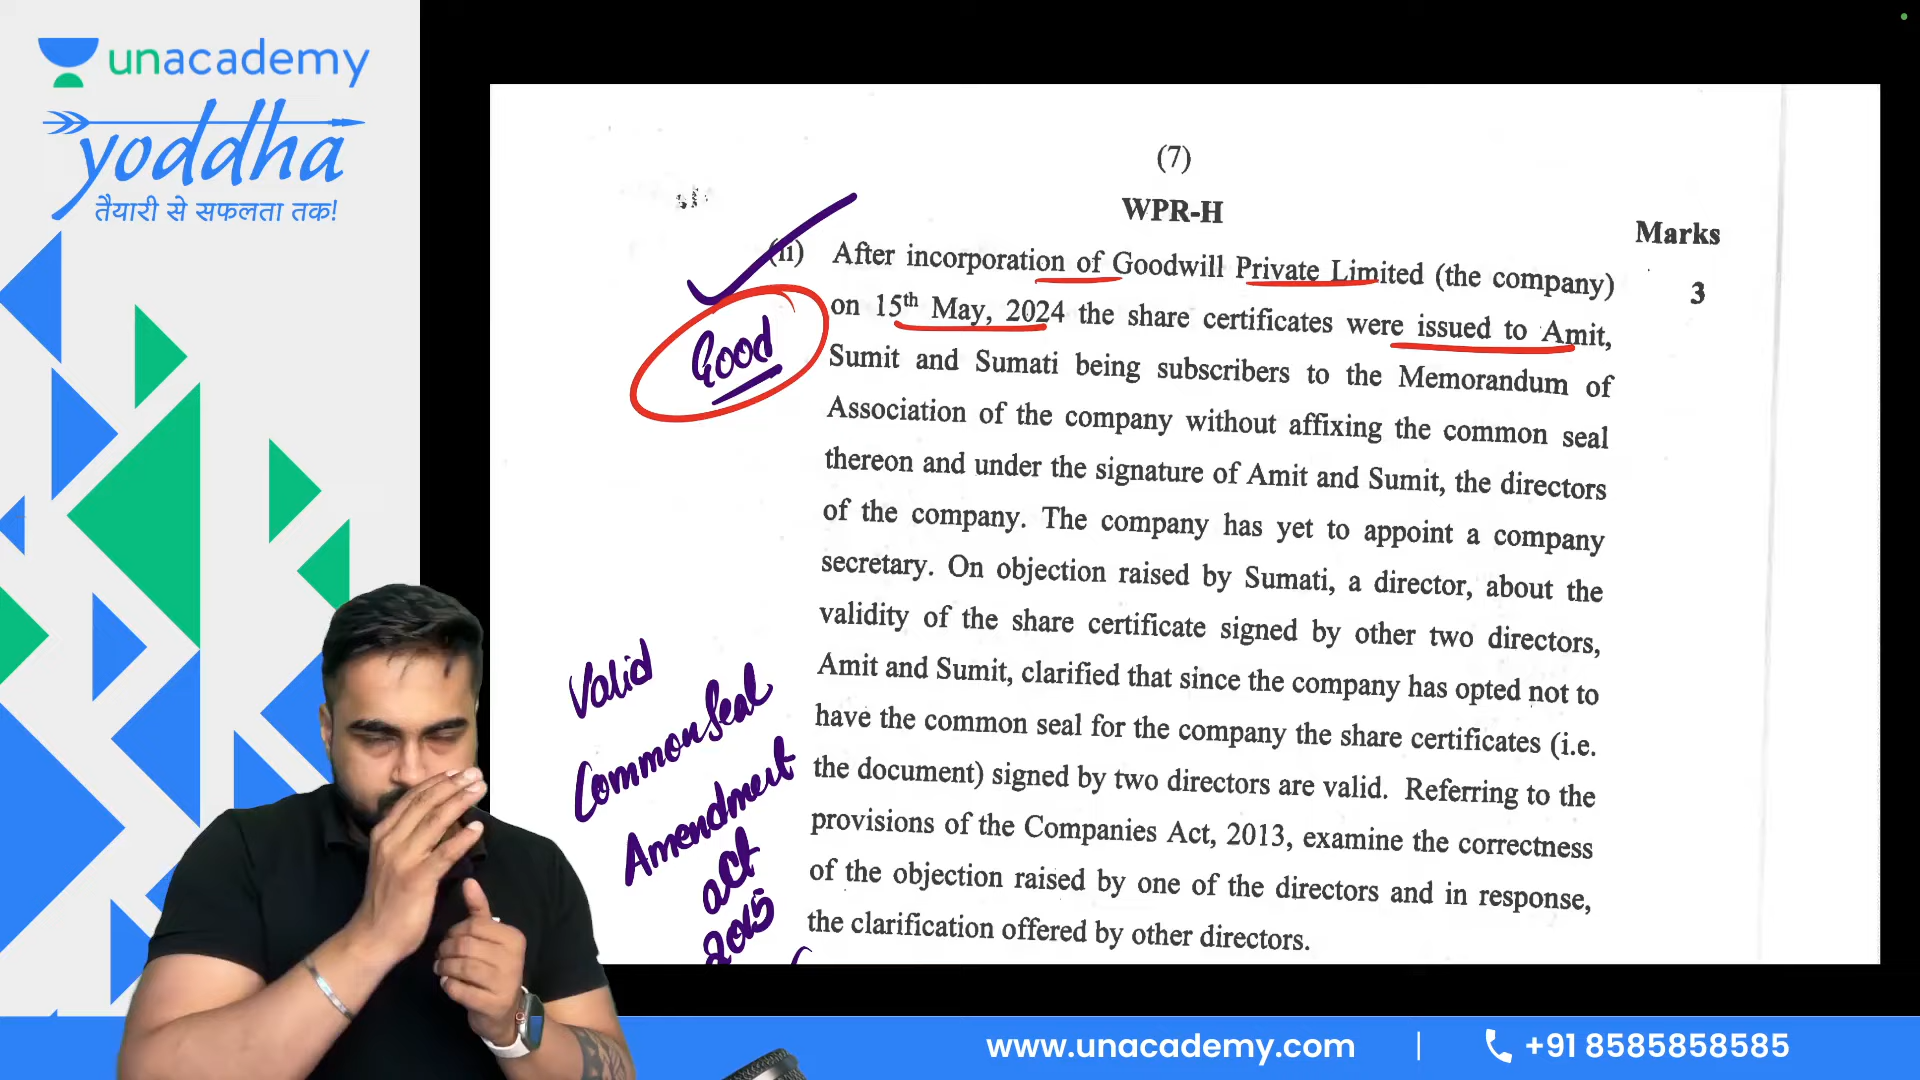 unacademy
yoddha
तैयारी से सफलता तक!
(7)
WPR-H
Marks
(ii) After incorporation of Goodwill Private Limited (the company)
3
on 15th May, 2024 the share certificates were issued to Amit,
Good
Sumit and Sumati being subscribers to the Memorandum of
Association of the company without affixing the common seal
thereon and under the signature of Amit and Sumit, the directors
of the company. The company has yet to appoint a company
secretary. On objection raised by Sumati, a director, about the
validity of the share certificate signed by other two directors,
Amit and Sumit, clarified that since the company has opted not to
have the common seal for the company the share certificates (i.e.
the document) signed by two directors are valid. Referring to the
provisions of the Companies Act, 2013, examine the correctness
of the objection raised by one of the directors and in response,
the clarification offered by other directors.
Valid
Common Seal
Amendment
act
2015
www.unacademy.com | +91 8585858585